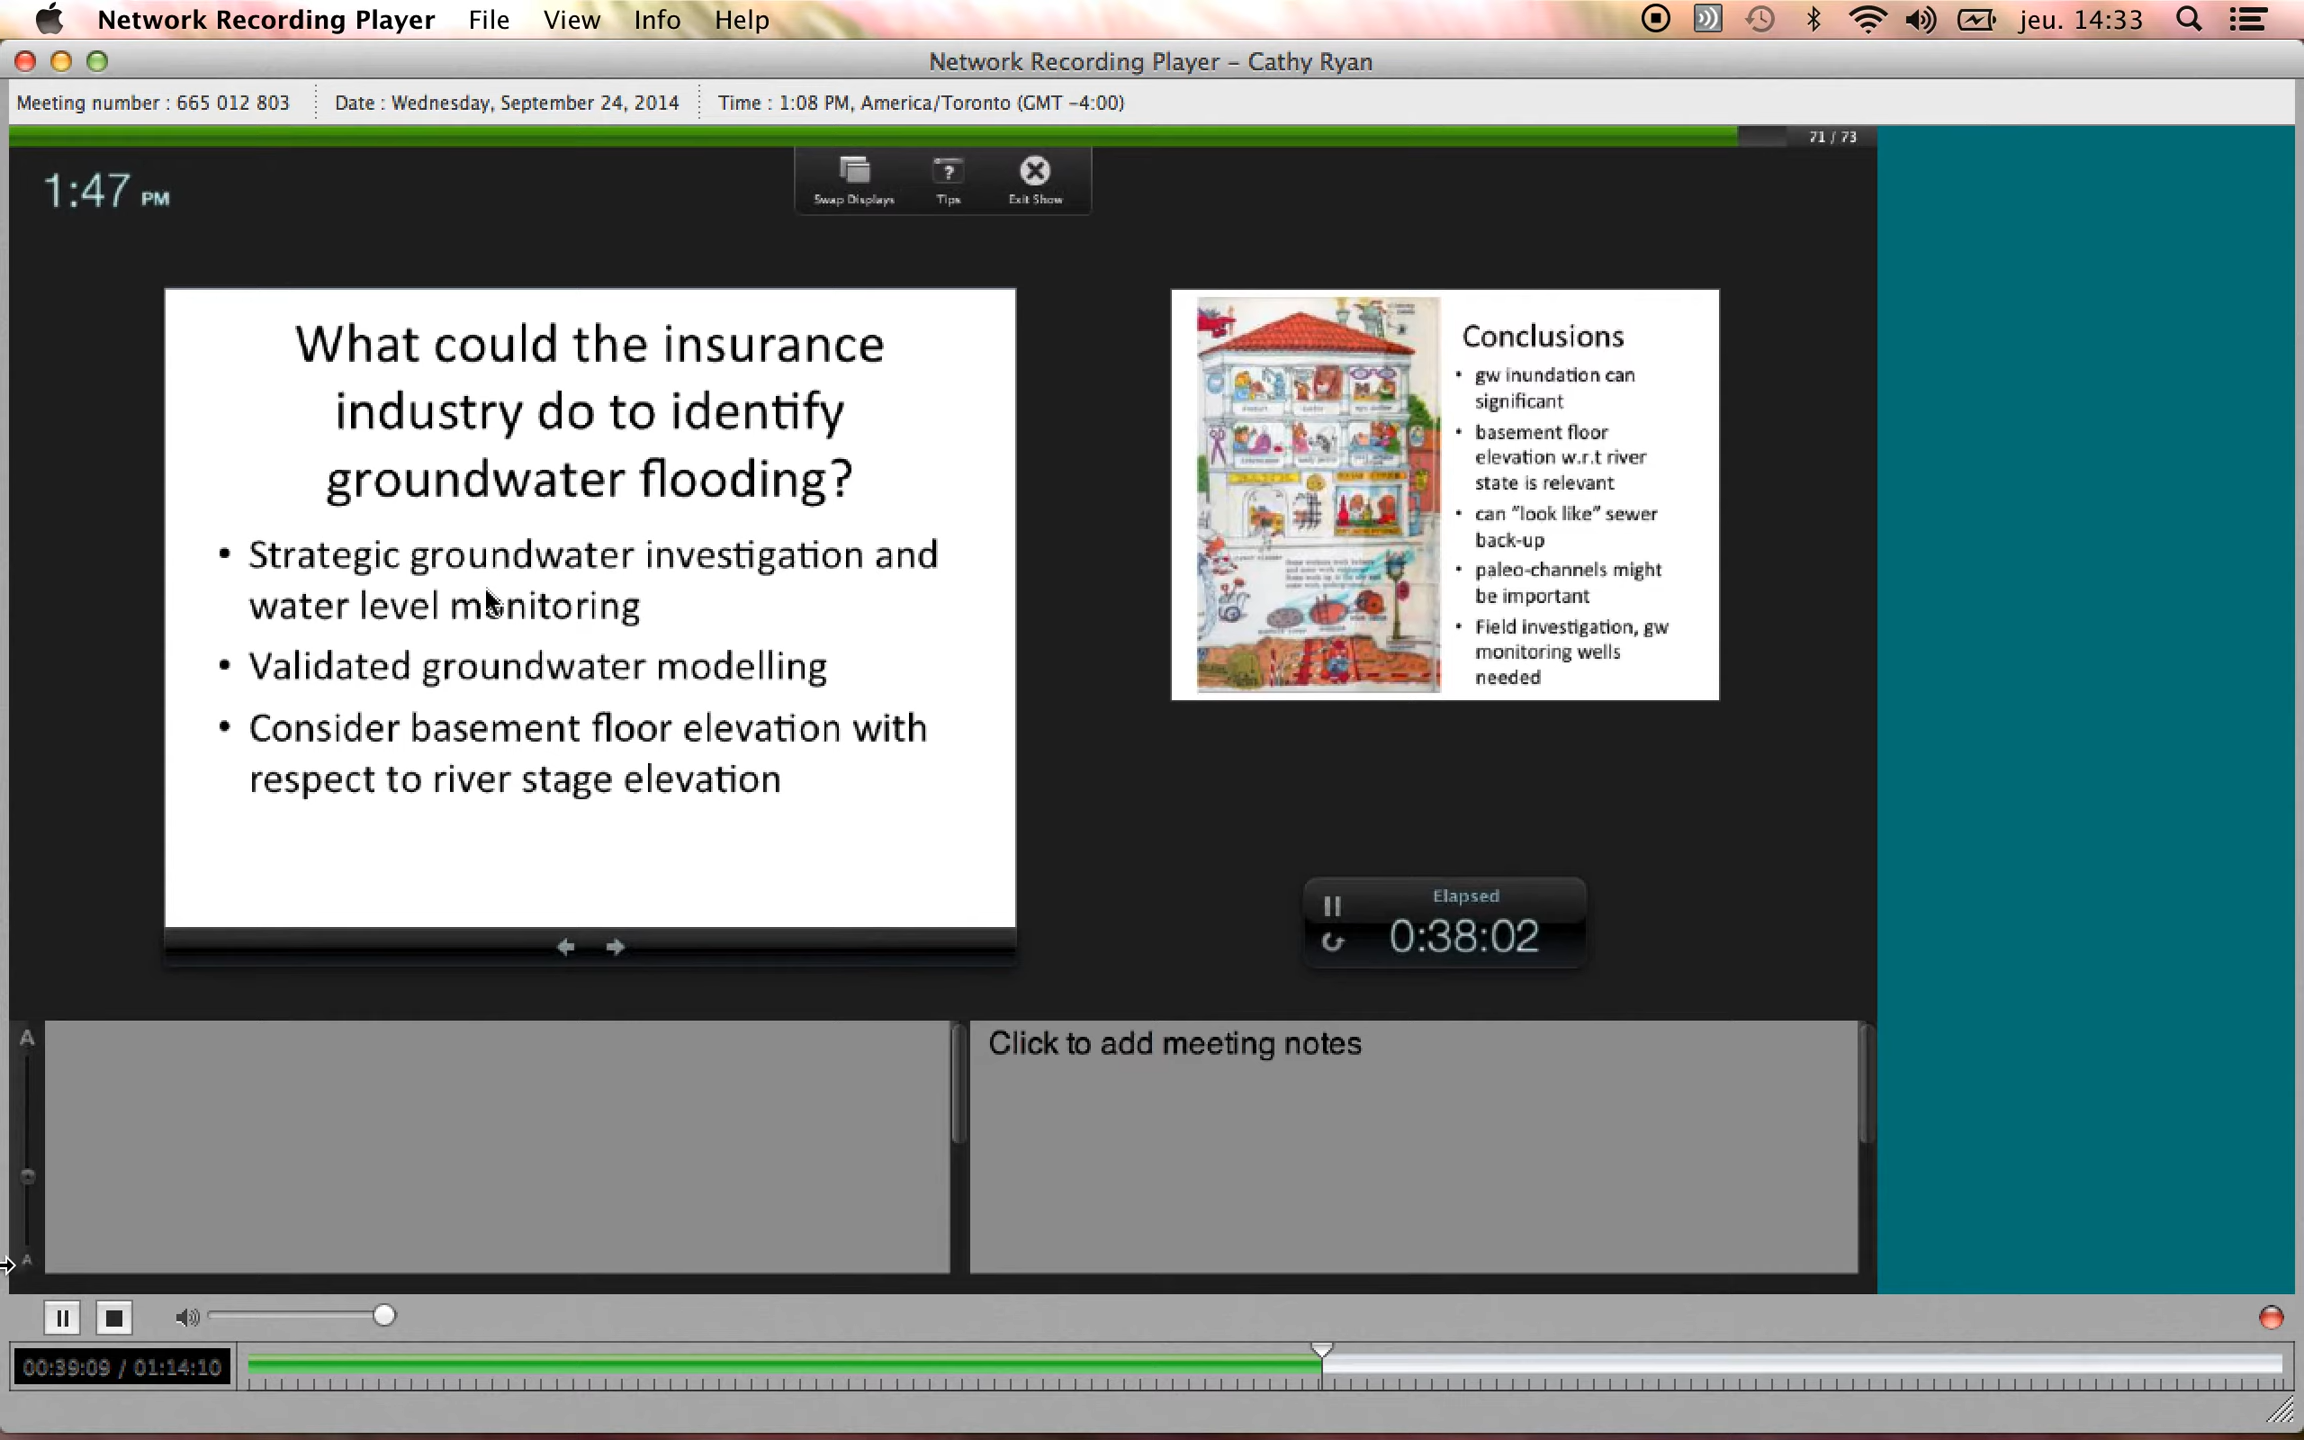 Network Recording Player File View Info Help jeu. 14:33
Network Recording Player – Cathy Ryan
Meeting number : 665 012 803 Date : Wednesday, September 24, 2014 Time : 1:08 PM, America/Toronto (GMT -4:00)
71 / 73
1:47 PM
Swap Displays Tips Exit Show
What could the insurance
industry do to identify
groundwater flooding?
• Strategic groundwater investigation and
water level monitoring
• Validated groundwater modelling
• Consider basement floor elevation with
respect to river stage elevation
Conclusions
• gw inundation can
significant
• basement floor
elevation w.r.t river
state is relevant
• can "look like" sewer
back-up
• paleo-channels might
be important
• Field investigation, gw
monitoring wells
needed
Elapsed
0:38:02
A
A
Click to add meeting notes
00:39:09 / 01:14:10